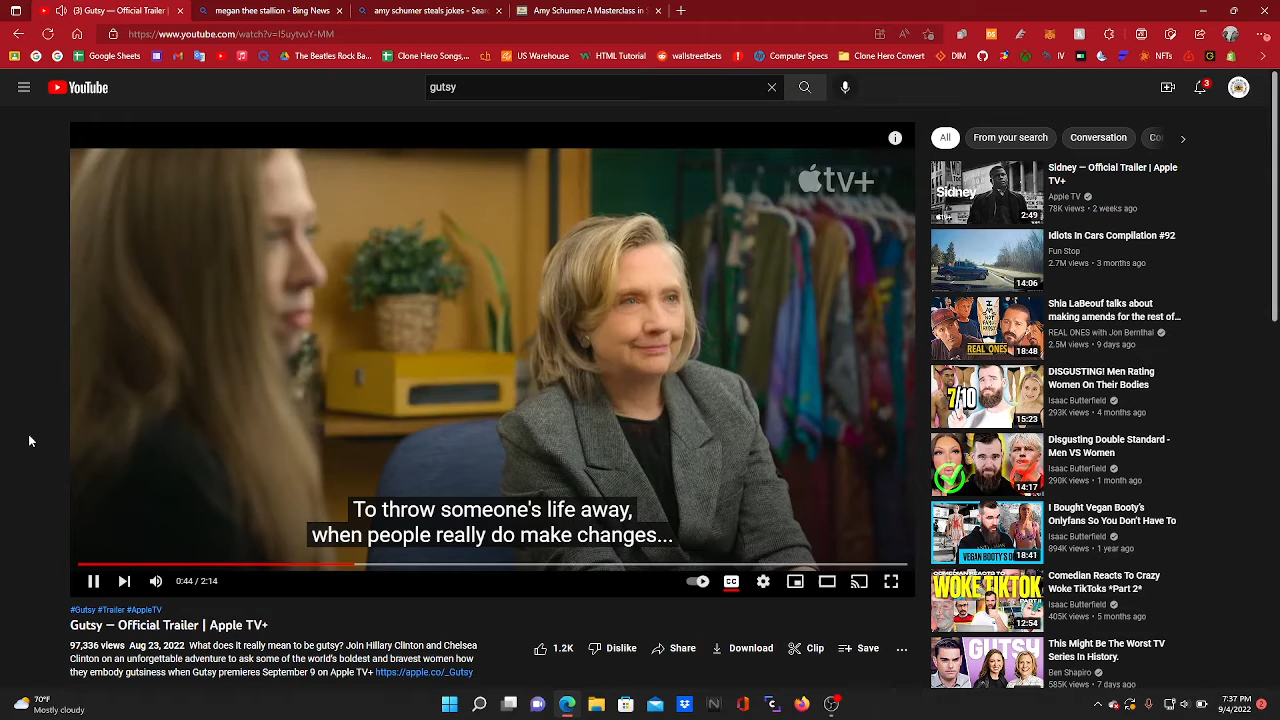 (3) Gutsy — Official Trailer |
megan thee stallion - Bing News
amy schumer steals jokes - Sea
Amy Schumer: A Masterclass in S
https://www.youtube.com/watch?v=I5uytvuY-MM
Google Sheets
The Beatles Rock Ba...
Clone Hero Songs...
US Warehouse
HTML Tutorial
wallstreetbets
Computer Specs
Clone Hero Convert
DIM
IV
NFTs
YouTube
gutsy
3
tv+
To throw someone's life away,
when people really do make changes...
0:44 / 2:14
CC
#Gutsy #Trailer #AppleTV
Gutsy — Official Trailer | Apple TV+
97,336 views Aug 23, 2022 What does it really mean to be gutsy? Join Hillary Clinton and Chelsea
Clinton on an unforgettable adventure to ask some of the world's boldest and bravest women how
they embody gutsiness when Gutsy premieres September 9 on Apple TV+ https://apple.co/_Gutsy
1.2K
Dislike
Share
Download
Clip
Save
All
From your search
Conversation
Sidney
2:49
Sidney — Official Trailer | Apple
TV+
Apple TV
78K views • 2 weeks ago
14:06
Idiots In Cars Compilation #92
Fun Stop
2.7M views • 3 months ago
REAL ONES
18:48
Shia LaBeouf talks about
making amends for the rest of...
REAL ONES with Jon Bernthal
2.5M views • 9 days ago
7/10
15:23
DISGUSTING! Men Rating
Women On Their Bodies
Isaac Butterfield
293K views • 4 months ago
14:17
Disgusting Double Standard -
Men VS Women
Isaac Butterfield
290K views • 1 month ago
VEGAN BOOTY'S
18:41
I Bought Vegan Booty's
Onlyfans So You Don't Have To
Isaac Butterfield
894K views • 1 year ago
COMEDIAN REACTS TO
WOKE TIKTOK
12:54
Comedian Reacts To Crazy
Woke TikToks *Part 2*
Isaac Butterfield
405K views • 5 months ago
GUTSY
This Might Be the Worst TV
Series In History.
Ben Shapiro
585K views • 7 days ago
70°F
Mostly cloudy
7:37 PM
9/4/2022
2